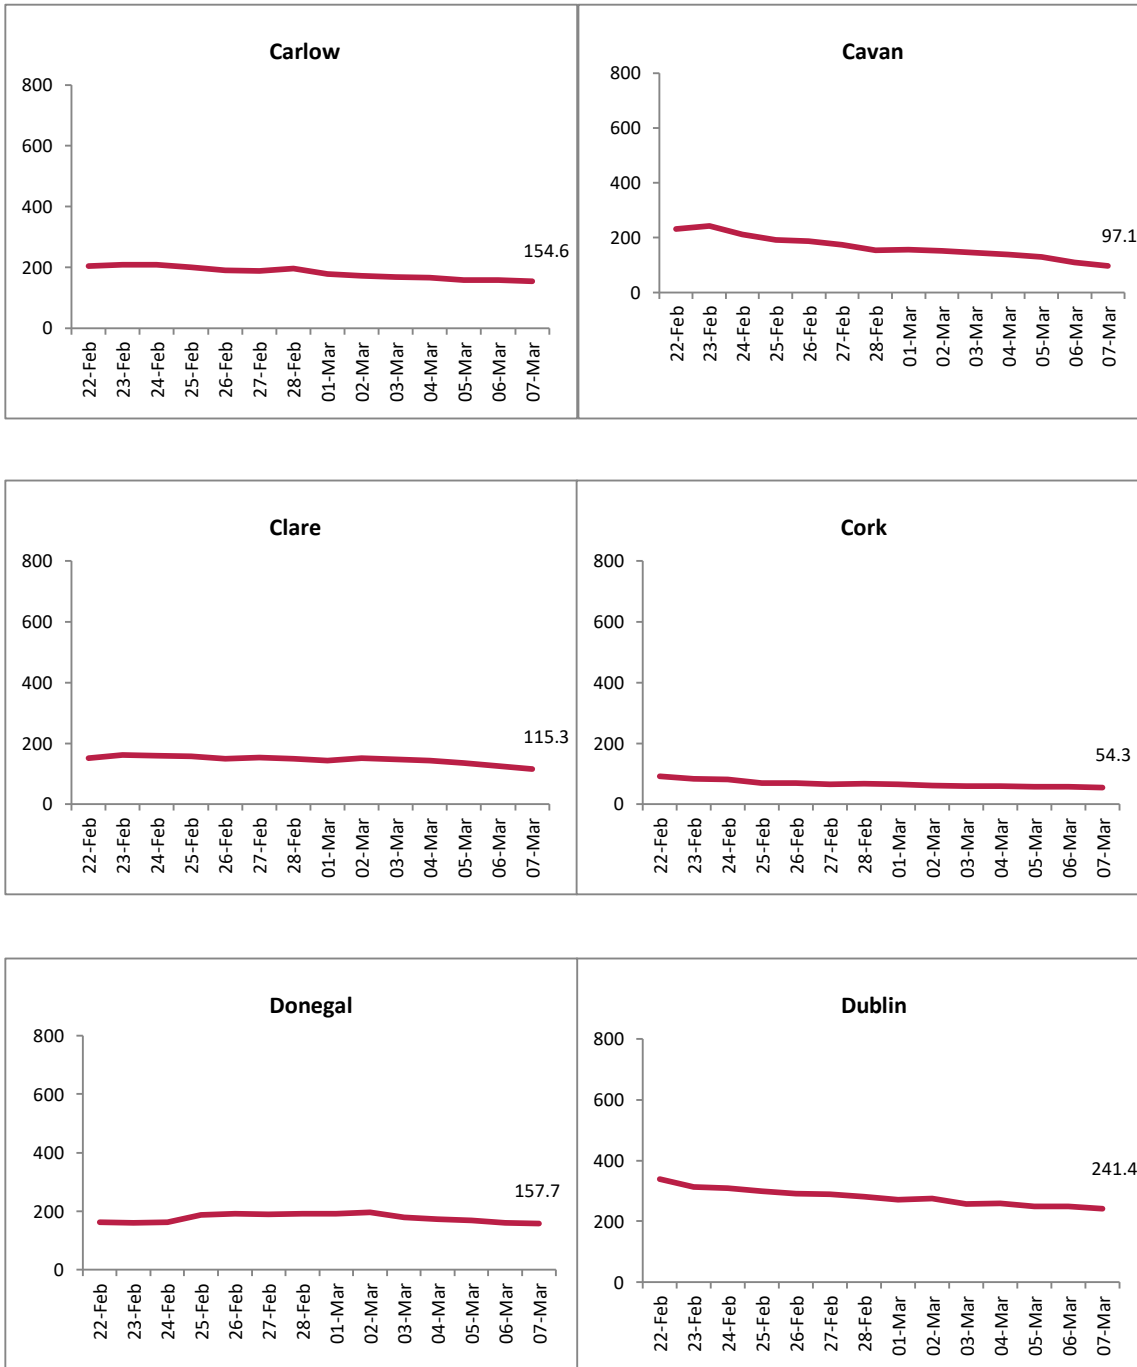 Carlow
800
600
400
200
0
154.6
22-Feb
23-Feb
24-Feb
25-Feb
26-Feb
27-Feb
28-Feb
01-Mar
02-Mar
03-Mar
04-Mar
05-Mar
06-Mar
07-Mar
Cavan
800
600
400
200
0
97.1
22-Feb
23-Feb
24-Feb
25-Feb
26-Feb
27-Feb
28-Feb
01-Mar
02-Mar
03-Mar
04-Mar
05-Mar
06-Mar
07-Mar
Clare
800
600
400
200
0
115.3
22-Feb
23-Feb
24-Feb
25-Feb
26-Feb
27-Feb
28-Feb
01-Mar
02-Mar
03-Mar
04-Mar
05-Mar
06-Mar
07-Mar
Cork
800
600
400
200
0
54.3
22-Feb
23-Feb
24-Feb
25-Feb
26-Feb
27-Feb
28-Feb
01-Mar
02-Mar
03-Mar
04-Mar
05-Mar
06-Mar
07-Mar
Donegal
800
600
400
200
0
157.7
22-Feb
23-Feb
24-Feb
25-Feb
26-Feb
27-Feb
28-Feb
01-Mar
02-Mar
03-Mar
04-Mar
05-Mar
06-Mar
07-Mar
Dublin
800
600
400
200
0
241.4
22-Feb
23-Feb
24-Feb
25-Feb
26-Feb
27-Feb
28-Feb
01-Mar
02-Mar
03-Mar
04-Mar
05-Mar
06-Mar
07-Mar